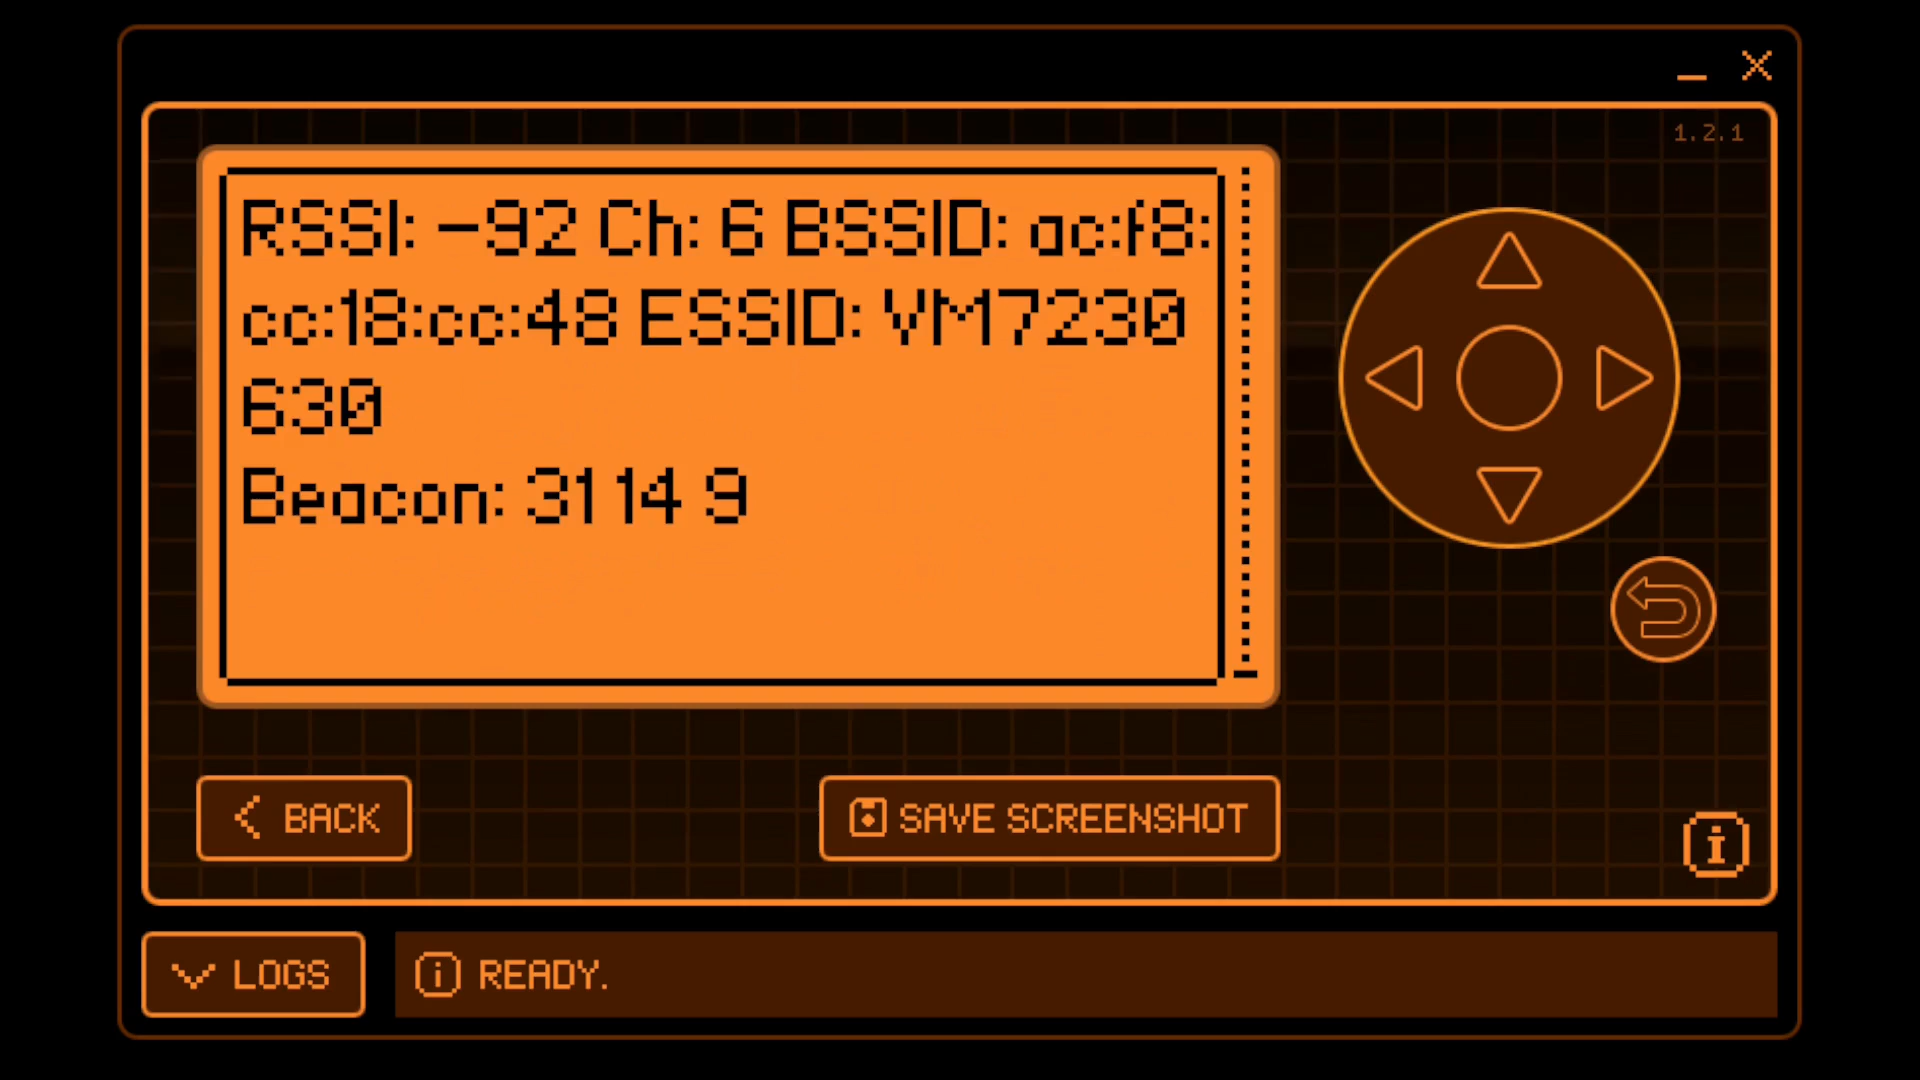 1.2.1
RSSI: -92 Ch: 6 BSSID: ac:f8:
cc:18:cc:48 ESSID: VM7230
630
Beacon: 31 14 9
BACK
SAVE SCREENSHOT
LOGS
READY.